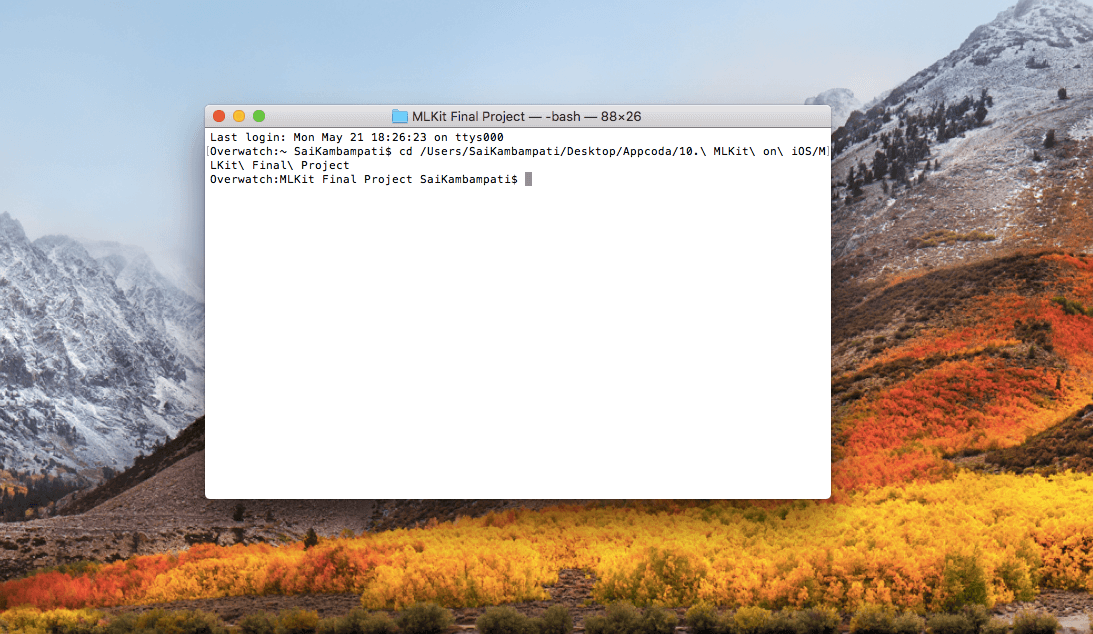 MLKit Final Project — -bash — 88×26
Last login: Mon May 21 18:26:23 on ttys000
[Overwatch:~ SaiKambampati$ cd /Users/SaiKambampati/Desktop/Appcoda/10.\ MLKit\ on\ iOS/M]
LKit\ Final\ Project
Overwatch:MLKit Final Project SaiKambampati$